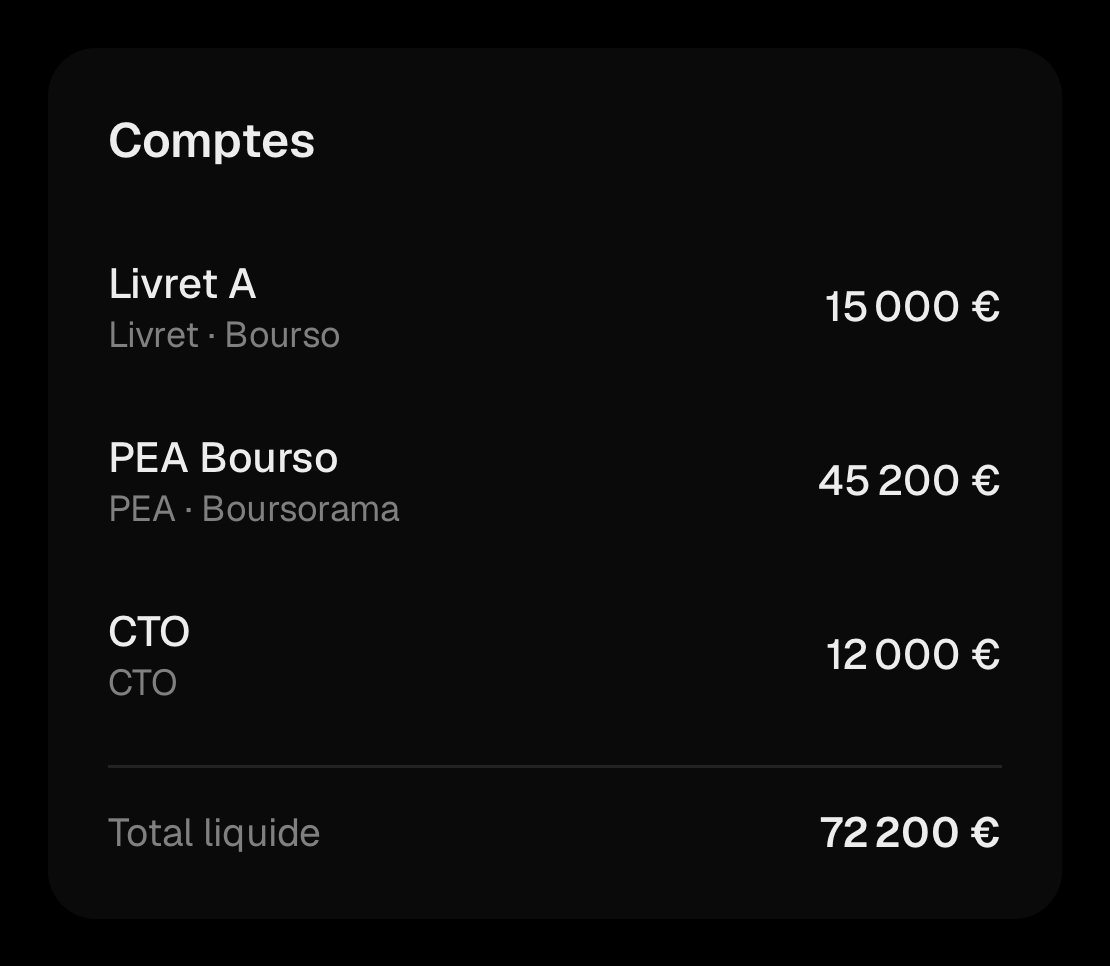 Comptes
Livret A
Livret · Bourso
15 000 €
PEA Bourso
PEA · Boursorama
45 200 €
CTO
CTO
12 000 €
Total liquide
72 200 €